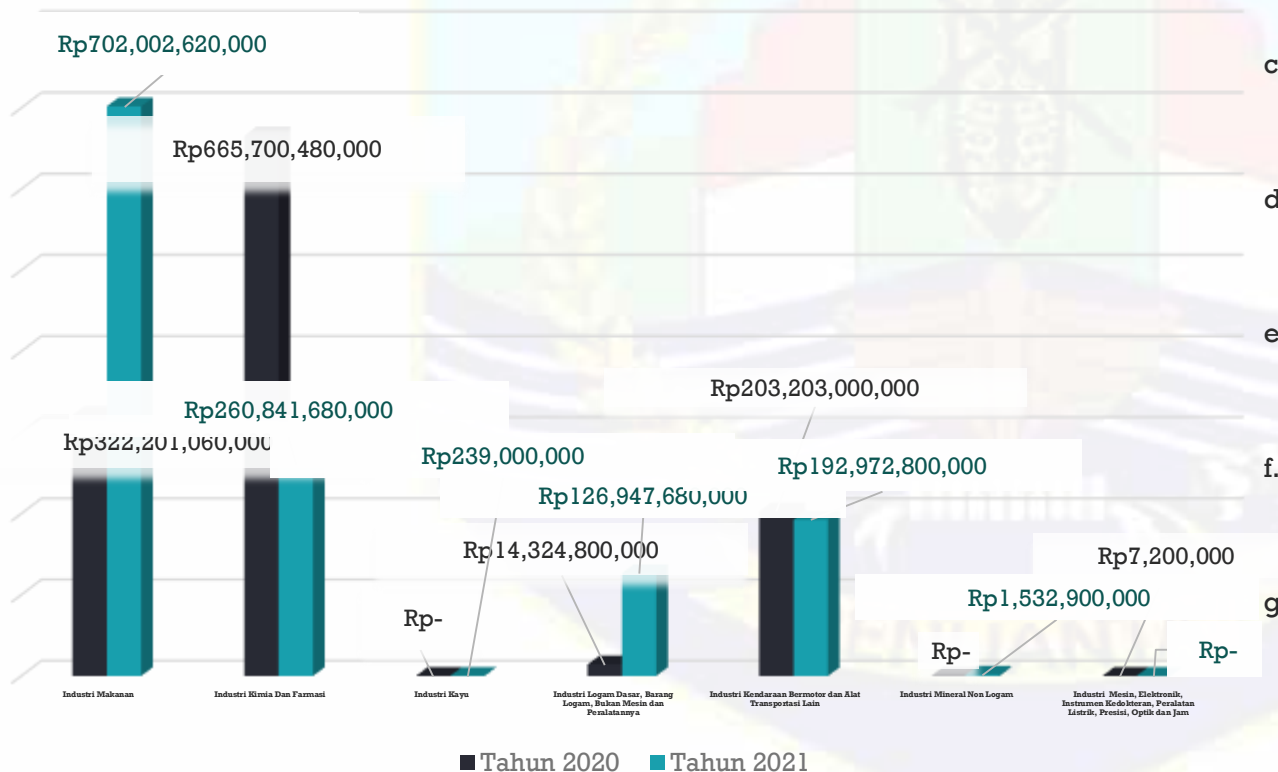 Rp702,002,620,000
c
Rp665,700,480,000
d
e
Rp203,203,000,000
Rp260,841,680,000
Rp322,201,060,000
Rp239,000,000
Rp192,972,800,000
f.
Rp126,947,680,000
Rp14,324,800,000
Rp7,200,000
Rp1,532,900,000
g
Rp-
Rp-
Rp-
Industri Makanan
Industri Kimia Dan Farmasi
Industri Kayu
Industri Logam Dasar, Barang
Logam, Bukan Mesin dan
Peralatannya
Industri Kendaraan Bermotor dan Alat
Transportasi Lain
Industri Mineral Non Logam
Industri Mesin, Elektronik,
Instrumen Kedokteran, Peralatan
Listrik, Presisi, Optik dan Jam
Tahun 2020
Tahun 2021